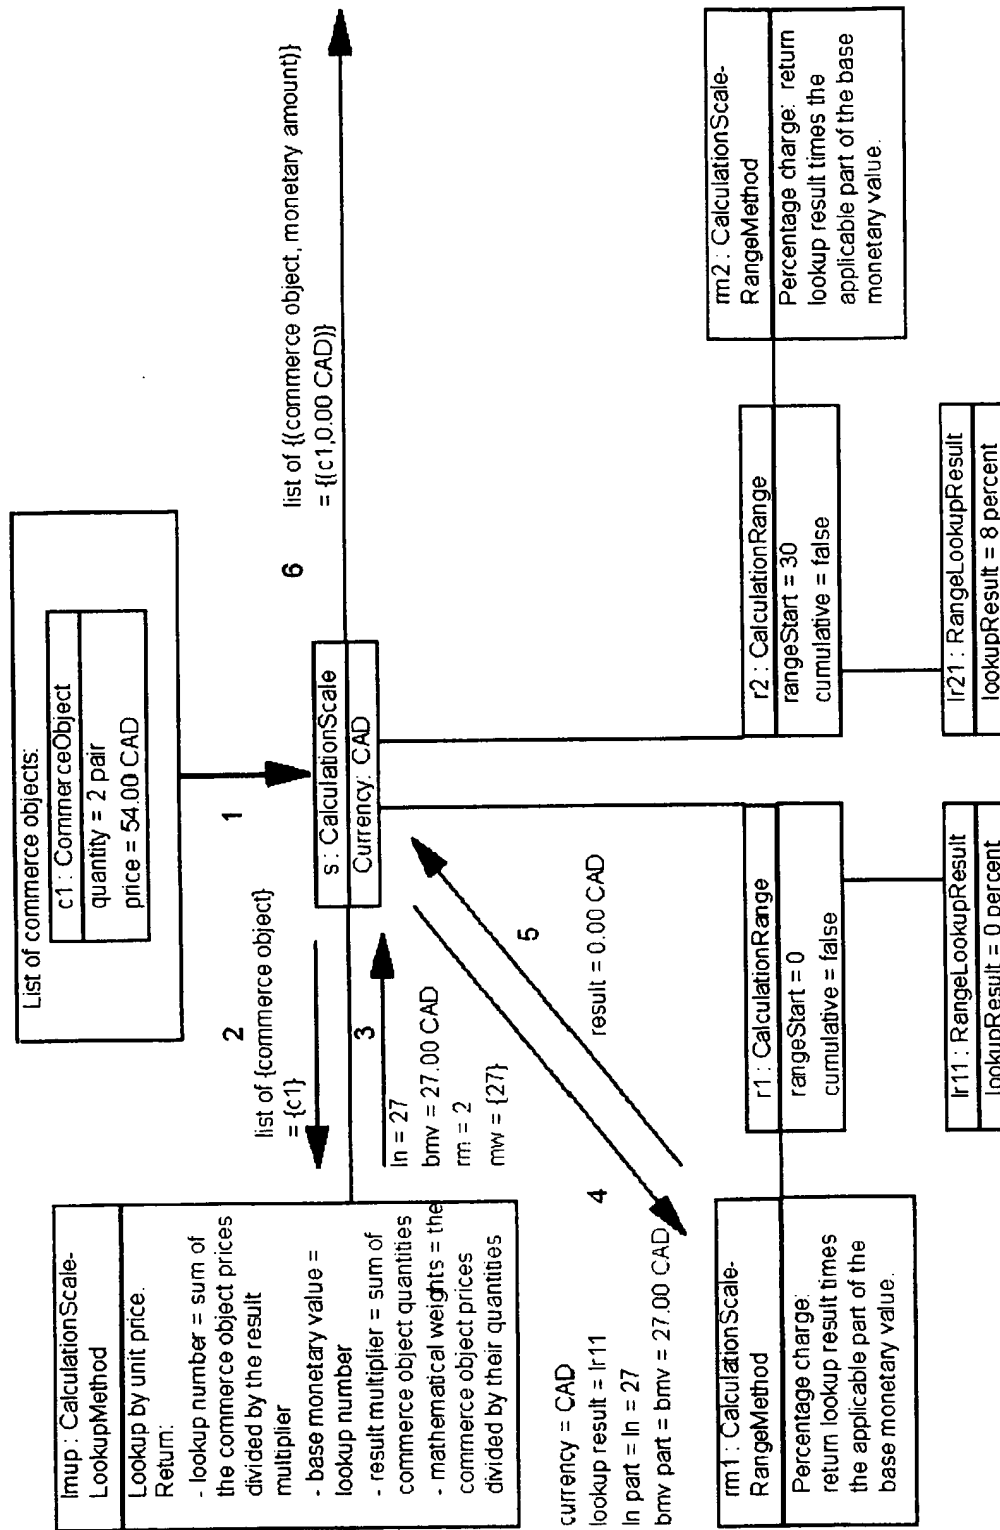 List of commerce objects:
c1 : CommerceObject
quantity = 2 pair
price = 54.00 CAD
1
lmup : CalculationScale-
LookupMethod
Lookup by unit price.
Return:
- lookup number = sum of
the commerce object prices
divided by the result
multiplier
- base monetary value =
lookup number
- result multiplier = sum of
commerce object quantities
- mathematical weights = the
commerce object prices
divided by their quantities
2
list of {commerce object}
= {c1}
3
ln = 27
bmv = 27.00 CAD
rm = 2
mw = {27}
s : CalculationScale
Currency: CAD
6
list of {(commerce object, monetary amount)}
= {(c1,0.00 CAD)}
4
currency = CAD
lookup result = lr11
ln part = ln = 27
bmv part = bmv = 27.00 CAD
5
result = 0.00 CAD
rm1 : CalculationScale-
RangeMethod
Percentage charge:
return lookup result times
the applicable part of the
base monetary value.
r1 : CalculationRange
rangeStart = 0
cumulative = false
lr11 : RangeLookupResult
lookupResult = 0 percent
r2 : CalculationRange
rangeStart = 30
cumulative = false
lr21 : RangeLookupResult
lookupResult = 8 percent
rm2 : CalculationScale-
RangeMethod
Percentage charge: return
lookup result times the
applicable part of the base
monetary value.